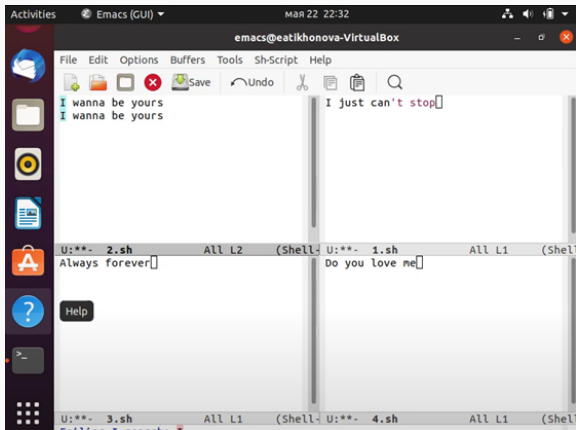 Activities Emacs (GUI) мая 22 22:32
emacs@eatikhonova-VirtualBox
File Edit Options Buffers Tools Sh-Script Help
Save Undo
I wanna be yours
I wanna be yours
I just can't stop
U:**- 2.sh All L2 (Shell-
U:**- 1.sh All L1 (Shell
Always forever
Do you love me
Help
U:**- 3.sh All L1 (Shell-
U:**- 4.sh All L1 (Shell